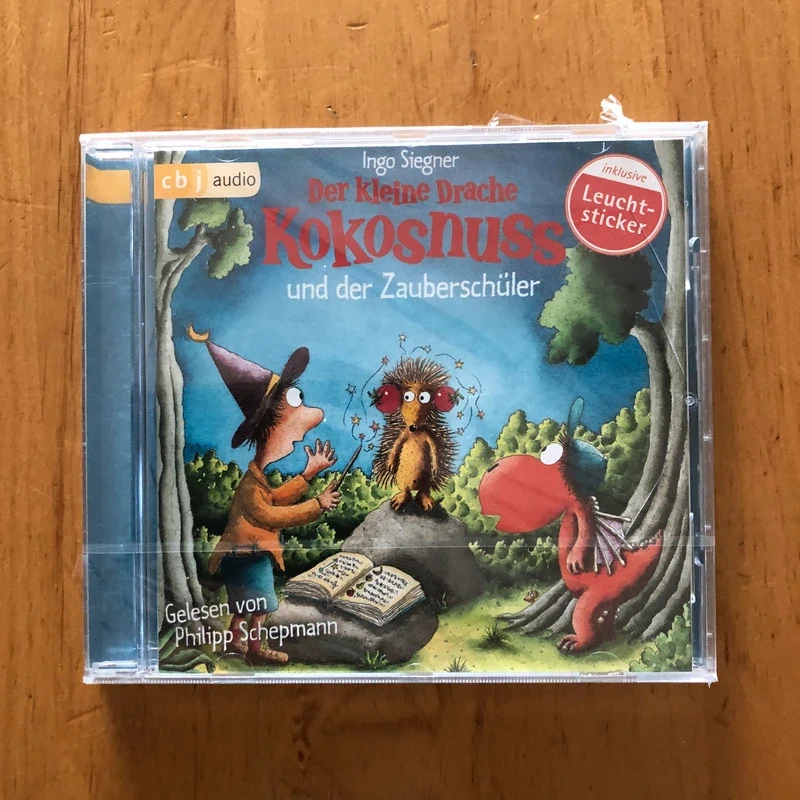 Ingo Siegner
cbj audio
Der kleine Drache
Kokosnuss
und der Zauberschüler
inklusive
Leucht-
sticker
Gelesen von
Philipp Schepmann